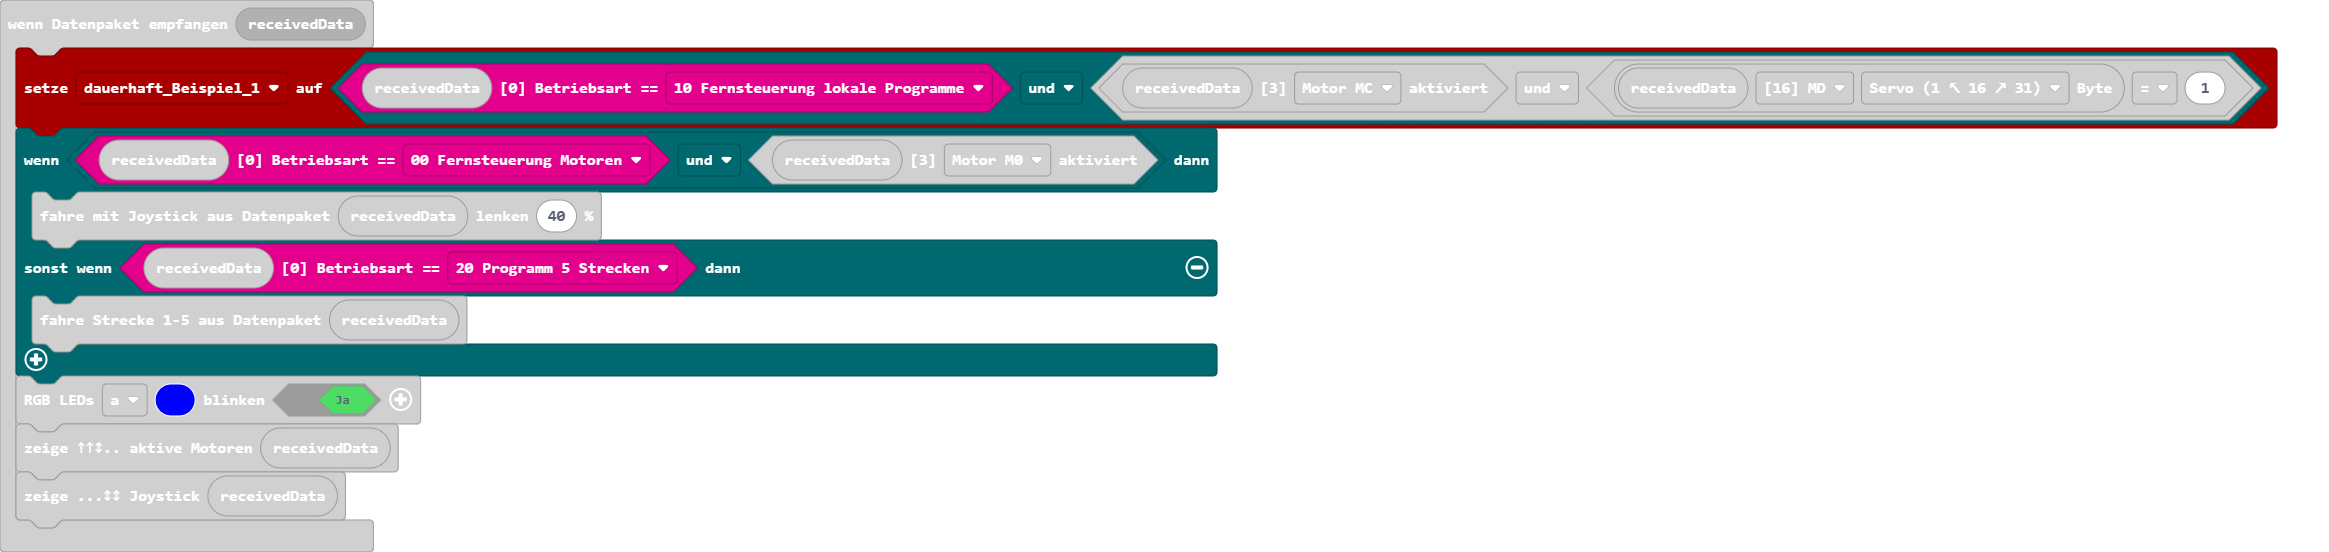 wenn Datenpaket empfangen receivedData
setze dauerhaft_Beispiel_1 auf receivedData [0] Betriebsart == 10 Fernsteuerung lokale Programme und receivedData [3] Motor MC aktiviert und receivedData [16] MD Servo (1 ↖ 16 ↗ 31) Byte = 1
wenn receivedData [0] Betriebsart == 00 Fernsteuerung Motoren und receivedData [3] Motor M0 aktiviert dann
fahre mit Joystick aus Datenpaket receivedData lenken 40 %
sonst wenn receivedData [0] Betriebsart == 20 Programm 5 Strecken dann
fahre Strecke 1-5 aus Datenpaket receivedData
RGB LEDs a blinken Ja
zeige ↑↑↕.. aktive Motoren receivedData
zeige ...↕↕ Joystick receivedData